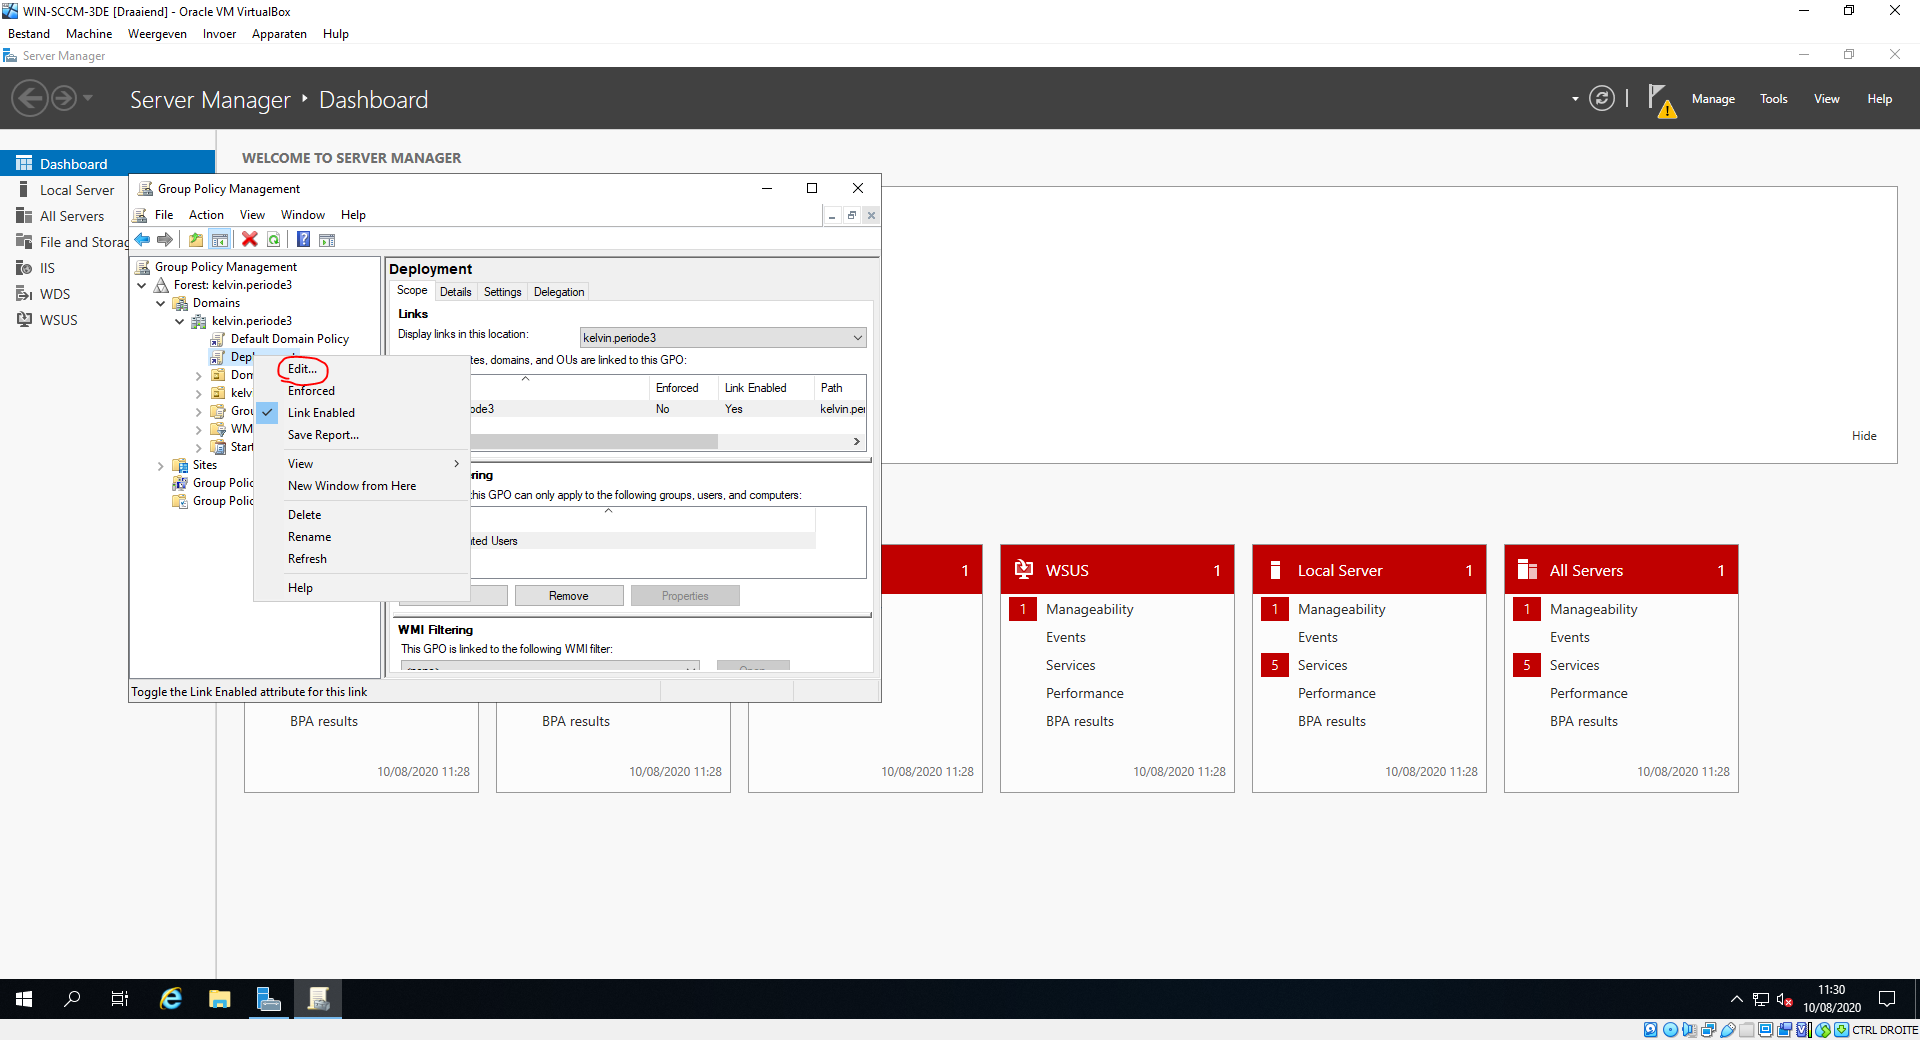 WIN-SCCM-3DE [Draaiend] - Oracle VM VirtualBox
Bestand Machine Weergeven Invoer Apparaten Hulp
Server Manager
Server Manager Dashboard
Manage Tools View Help
Dashboard
Local Server
All Servers
File and Storag
IIS
WDS
WSUS
WELCOME TO SERVER MANAGER
Group Policy Management
File Action View Window Help
Group Policy Management
Forest: kelvin.periode3
Domains
kelvin.periode3
Default Domain Policy
Dep
Dom
kelv
Grou
WM
Start
Sites
Group Polic
Group Polic
Edit...
Enforced
Link Enabled
Save Report...
View
New Window from Here
Delete
Rename
Refresh
Help
Deployment
Scope Details Settings Delegation
Links
Display links in this location: kelvin.periode3
tes, domains, and OUs are linked to this GPO:
Enforced Link Enabled Path
ode3 No Yes kelvin.per
ring
this GPO can only apply to the following groups, users, and computers:
ated Users
Remove Properties
WMI Filtering
This GPO is linked to the following WMI filter:
Toggle the Link Enabled attribute for this link
Hide
BPA results
10/08/2020 11:28
BPA results
10/08/2020 11:28
1
10/08/2020 11:28
WSUS 1
1 Manageability
Events
Services
Performance
BPA results
10/08/2020 11:28
Local Server 1
1 Manageability
Events
5 Services
Performance
BPA results
10/08/2020 11:28
All Servers 1
1 Manageability
Events
5 Services
Performance
BPA results
10/08/2020 11:28
11:30
10/08/2020
CTRL DROITE